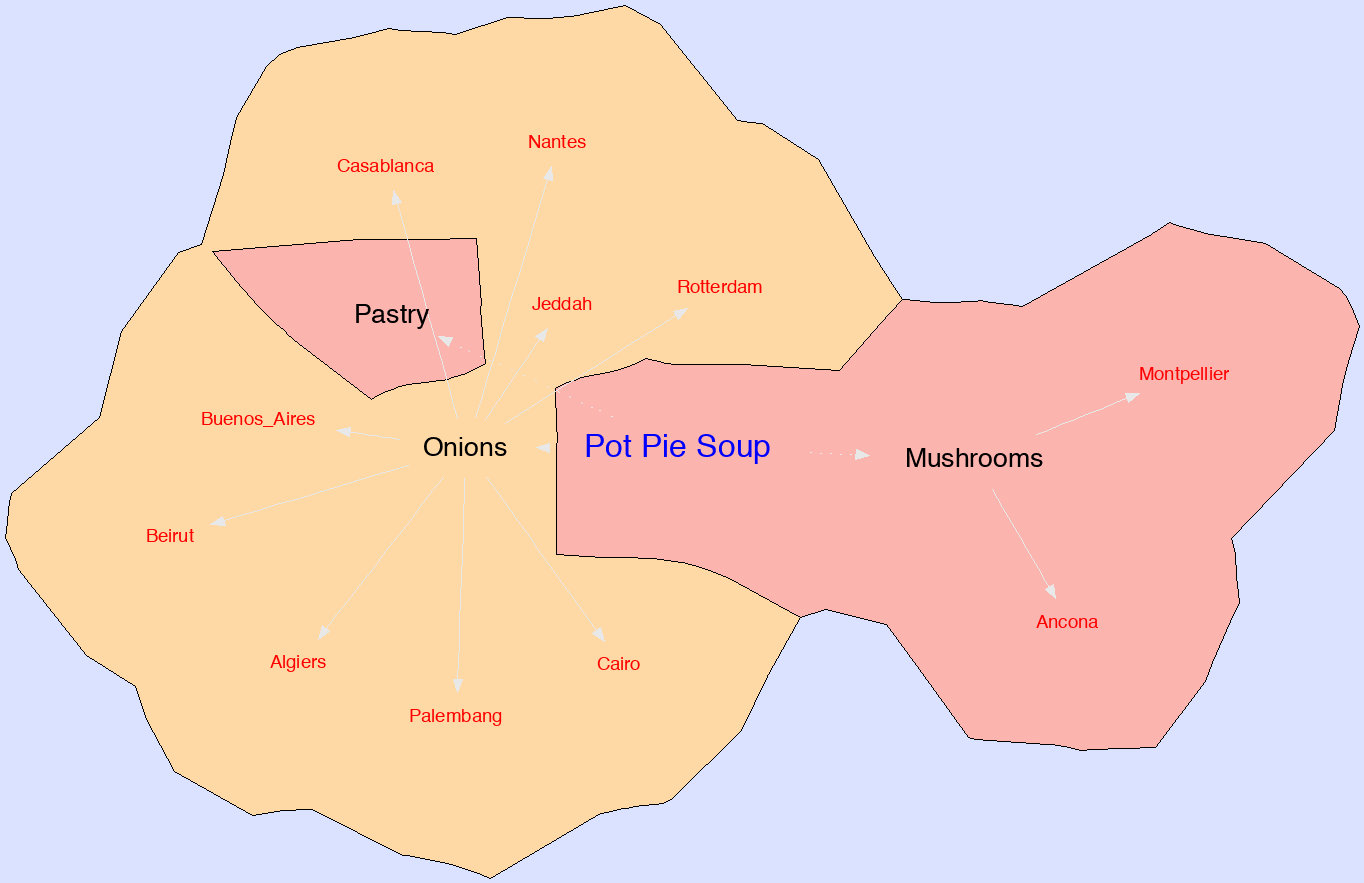 Nantes
Casablanca
Rotterdam
Jeddah
Pastry
Montpellier
Buenos_Aires
Onions
Pot Pie Soup
Mushrooms
Beirut
Ancona
Algiers
Cairo
Palembang